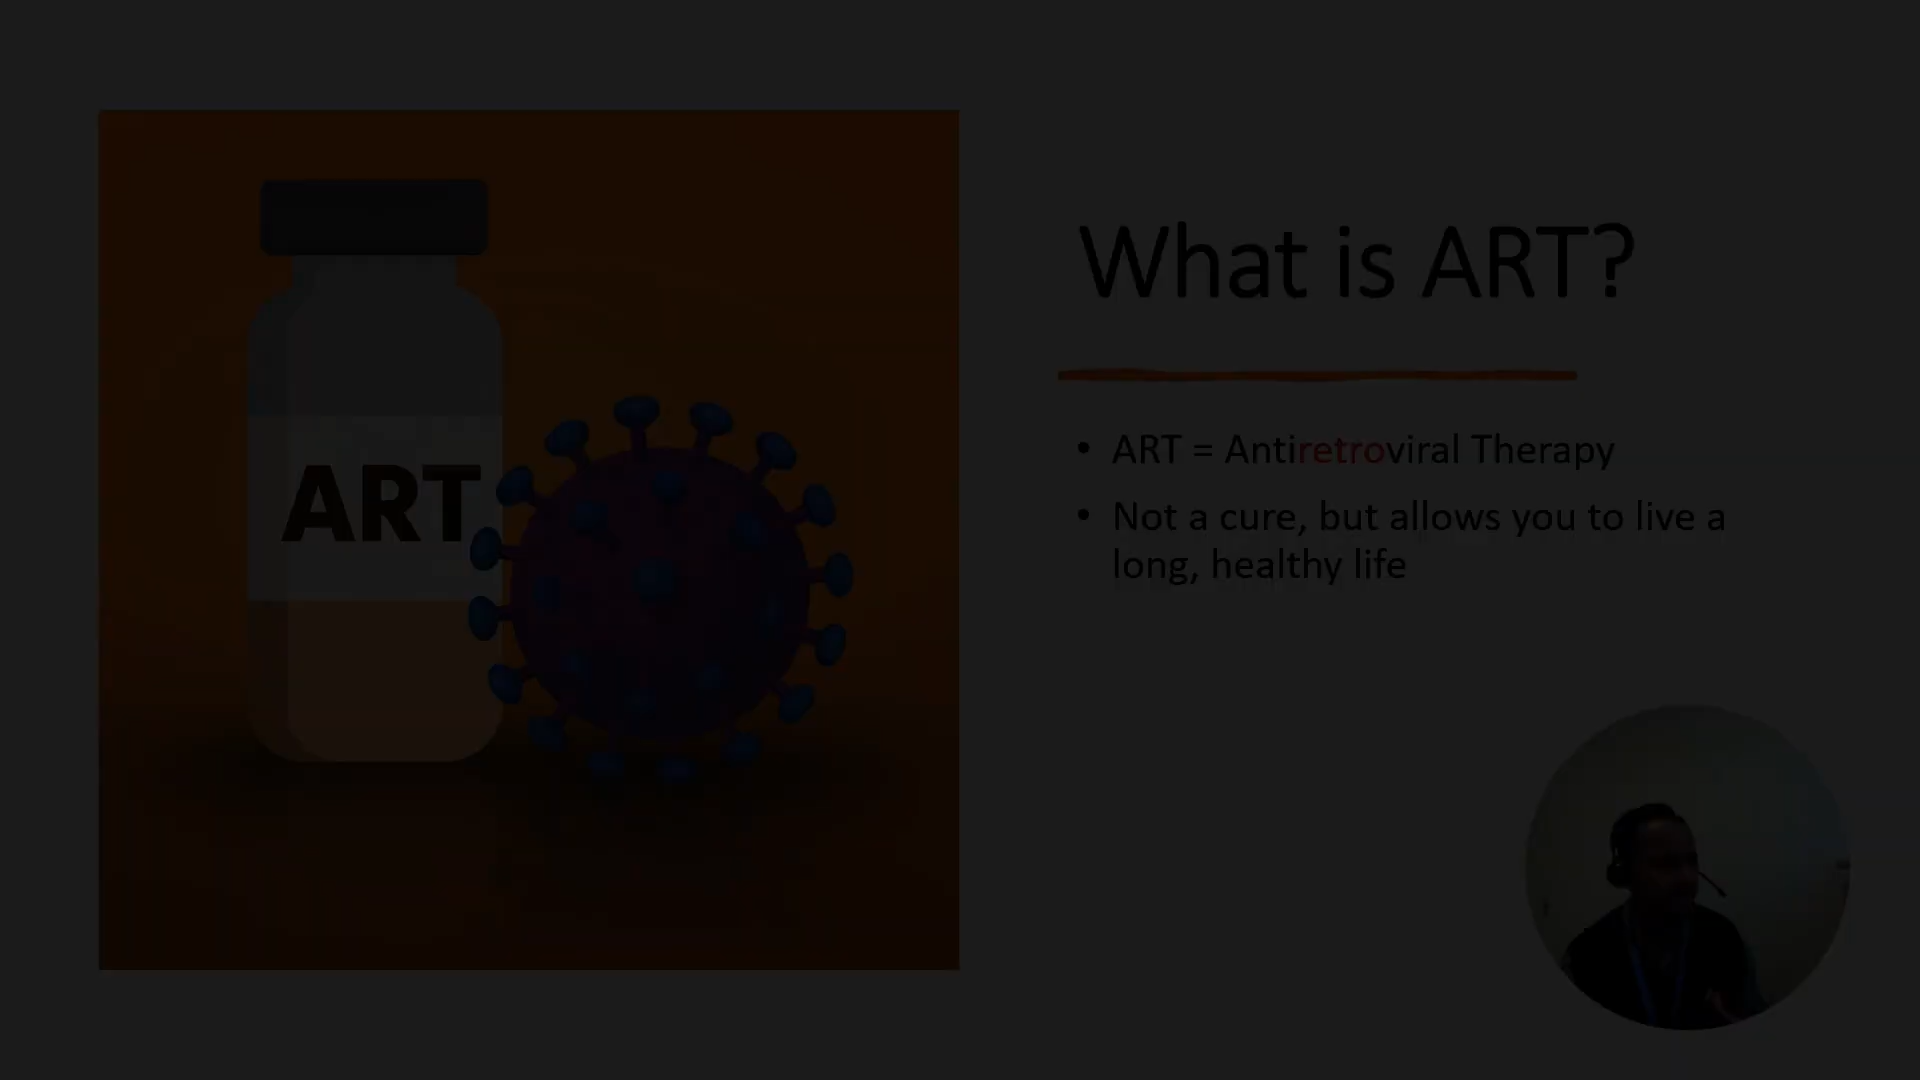 ART
What is ART?
• ART = Antiretroviral Therapy
• Not a cure, but allows you to live a
long, healthy life